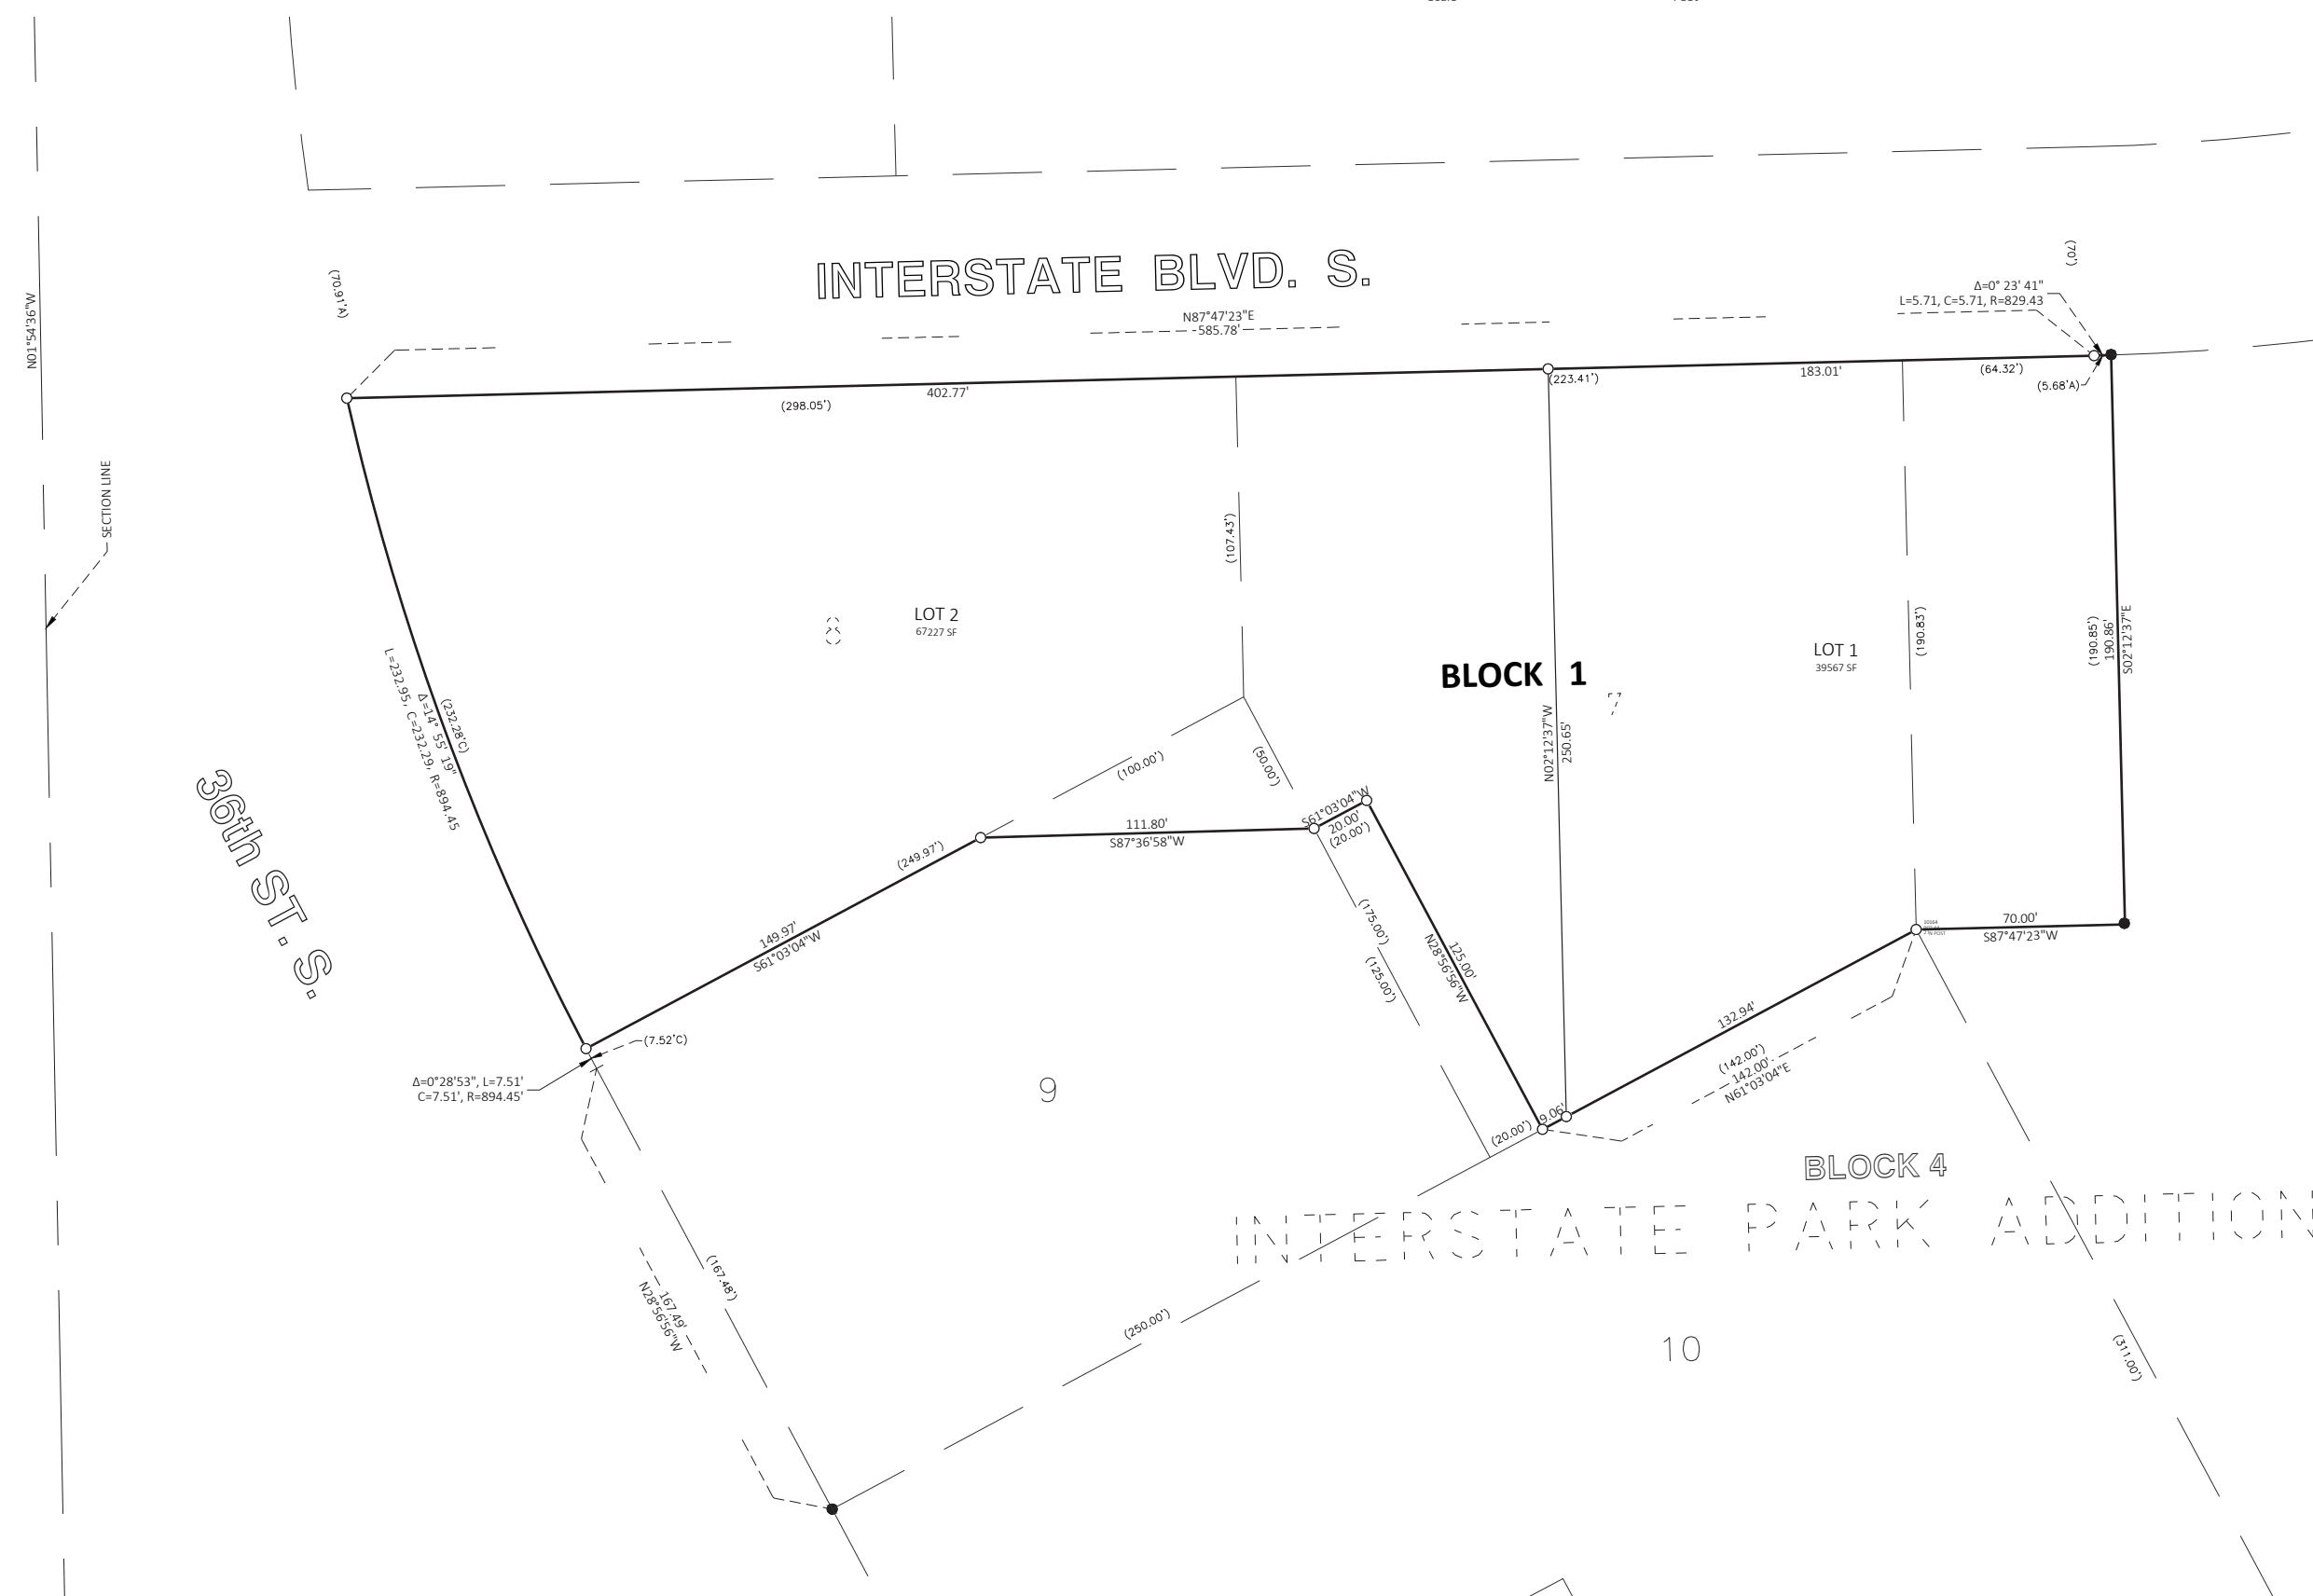 (70.91'A)
(70')
Δ=0° 23' 41"
L=5.71, C=5.71, R=829.43
INTERSTATE BLVD. S.
N87°47'23"E
585.78'
N01°54'36"W
402.77'
(298.05')
(223.41')
183.01'
(64.32')
(5.68'A)
SECTION LINE
(107.43')
LOT 2
67227 SF
8
BLOCK 1
7
LOT 1
39567 SF
(190.83')
(190.85')
190.86'
S02°12'37"E
N02°12'37"W
250.65'
(232.28'C)
Δ=14° 55' 19"
L=232.95, C=232.29, R=894.45
36th ST. S.
(100.00')
(50.00')
S61°03'04"W
20.00'
(20.00')
111.80'
S87°36'58"W
(249.97')
149.97'
S61°03'04"W
(175.00')
(125.00')
125.00'
N28°56'56"W
70.00'
S87°47'23"W
132.94'
(142.00')
142.00'
N61°03'04"E
(7.52'C)
Δ=0°28'53", L=7.51'
C=7.51', R=894.45'
9
(20.00')
9.06'
BLOCK 4
INTERSTATE PARK ADDITION
(167.48')
167.49'
N28°56'56"W
(250.00')
10
(311.00')